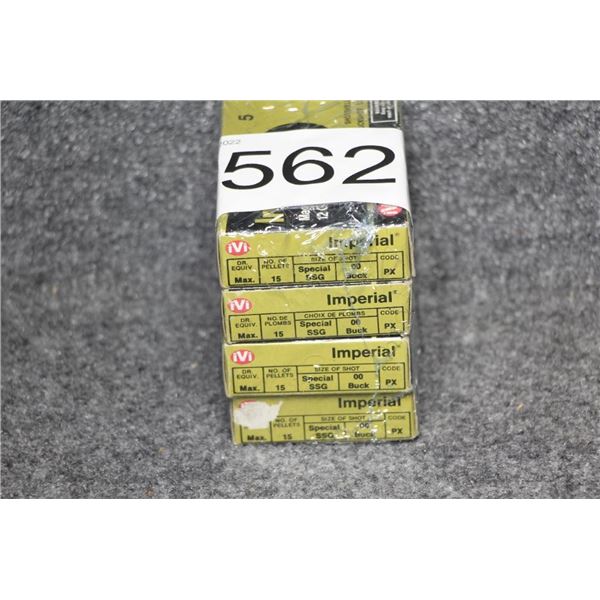 5
2022
562
Imperial
IVI
DR. EQUIV. NO. OF PELLETS SIZE OF SHOT CODE
Max. 15 Special SSG 00 Buck PX
IVI
Imperial
DR. EQUIV. NO. DE PLOMBS CHOIX DE PLOMBS CODE
Max. 15 Special SSG 00 Buck PX
IVI
Imperial
DR. EQUIV. NO. OF PELLETS SIZE OF SHOT CODE
Max. 15 Special SSG 00 Buck PX
Imperial
NO. OF PELLETS SIZE OF SHOT CODE
Max. 15 Special SSG 00 Buck PX